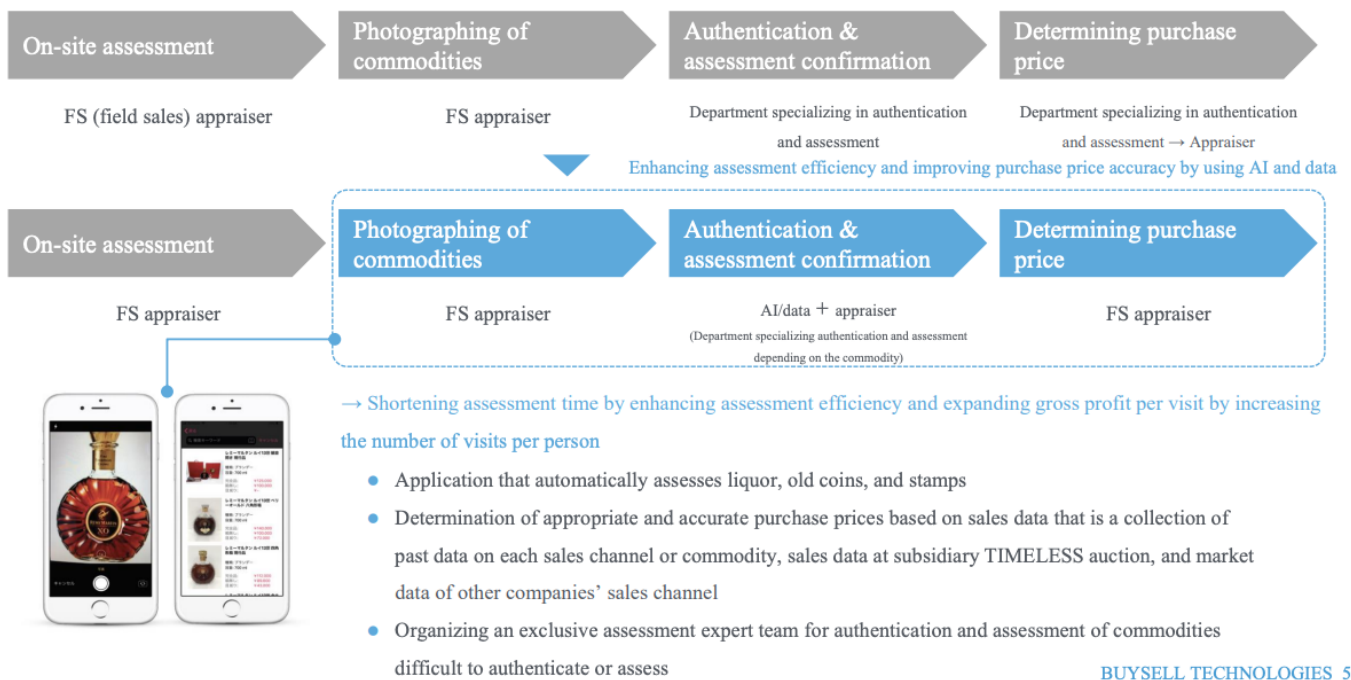 On-site assessment
Photographing of
commodities
Authentication &
assessment confirmation
Determining purchase
price
FS (field sales) appraiser
FS appraiser
Department specializing in authentication
and assessment
Department specializing in authentication
and assessment → Appraiser
Enhancing assessment efficiency and improving purchase price accuracy by using AI and data
On-site assessment
Photographing of
commodities
Authentication &
assessment confirmation
Determining purchase
price
FS appraiser
FS appraiser
AI/data + appraiser
(Department specializing authentication and assessment
depending on the commodity)
FS appraiser
→ Shortening assessment time by enhancing assessment efficiency and expanding gross profit per visit by increasing
the number of visits per person
● Application that automatically assesses liquor, old coins, and stamps
● Determination of appropriate and accurate purchase prices based on sales data that is a collection of
past data on each sales channel or commodity, sales data at subsidiary TIMELESS auction, and market
data of other companies' sales channel
● Organizing an exclusive assessment expert team for authentication and assessment of commodities
difficult to authenticate or assess
XO
キャンセル
BUYSELL TECHNOLOGIES 5